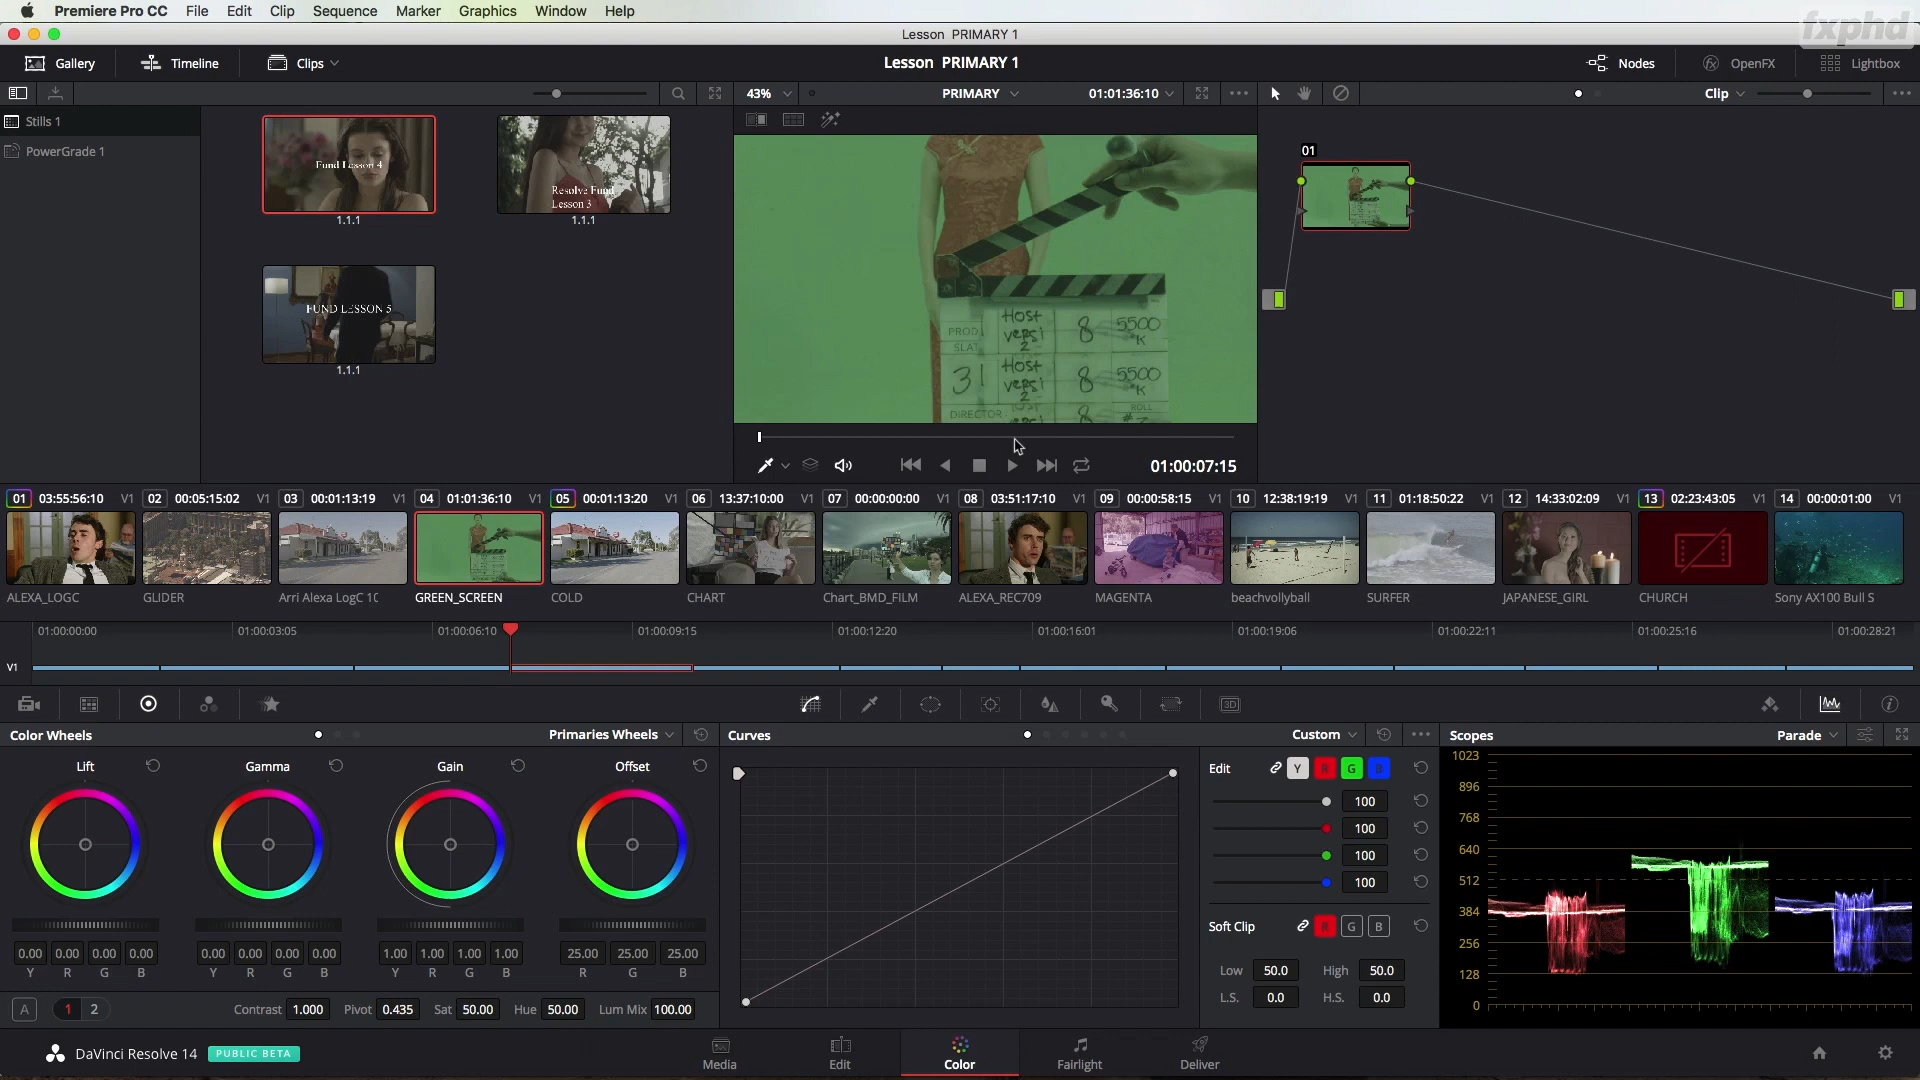 Premiere Pro CC File Edit Clip Sequence Marker Graphics Window Help
Lesson PRIMARY 1
fxphd
Gallery Timeline Clips Lesson PRIMARY 1 Nodes OpenFX Lightbox
43% PRIMARY 01:01:36:10 Clip
Stills 1
PowerGrade 1
Fund Lesson 4
1.1.1
Resolve Fund
Lesson 3
1.1.1
FUND LESSON 5
1.1.1
PROD. Host versi 2 8 5500 °K
SLAT
31 Host versi 2 8 5500 °K
DIRECTOR ROLL
8
01
01:00:07:15
01 03:55:56:10 V1 02 00:05:15:02 V1 03 00:01:13:19 V1 04 01:01:36:10 V1 05 00:01:13:20 V1 06 13:37:10:00 V1 07 00:00:00:00 V1 08 03:51:17:10 V1 09 00:00:58:15 V1 10 12:38:19:19 V1 11 01:18:50:22 V1 12 14:33:02:09 V1 13 02:23:43:05 V1 14 00:00:01:00 V1
ALEXA_LOGC GLIDER Arri Alexa LogC 1( GREEN_SCREEN COLD CHART Chart_BMD_FILM ALEXA_REC709 MAGENTA beachvollyball SURFER JAPANESE_GIRL CHURCH Sony AX100 Bull S
01:00:00:00 01:00:03:05 01:00:06:10 01:00:09:15 01:00:12:20 01:00:16:01 01:00:19:06 01:00:22:11 01:00:25:16 01:00:28:21
V1
3D
Color Wheels Primaries Wheels
Lift Gamma Gain Offset
0.00 0.00 0.00 0.00 0.00 0.00 0.00 0.00 1.00 1.00 1.00 1.00 25.00 25.00 25.00
Y R G B Y R G B Y R G B R G B
A 1 2 Contrast 1.000 Pivot 0.435 Sat 50.00 Hue 50.00 Lum Mix 100.00
Curves Custom
Edit Y R G B
100
100
100
100
Soft Clip R G B
Low 50.0 High 50.0
L.S. 0.0 H.S. 0.0
Scopes Parade
1023
896
768
640
512
384
256
128
0
DaVinci Resolve 14 PUBLIC BETA
Media Edit Color Fairlight Deliver